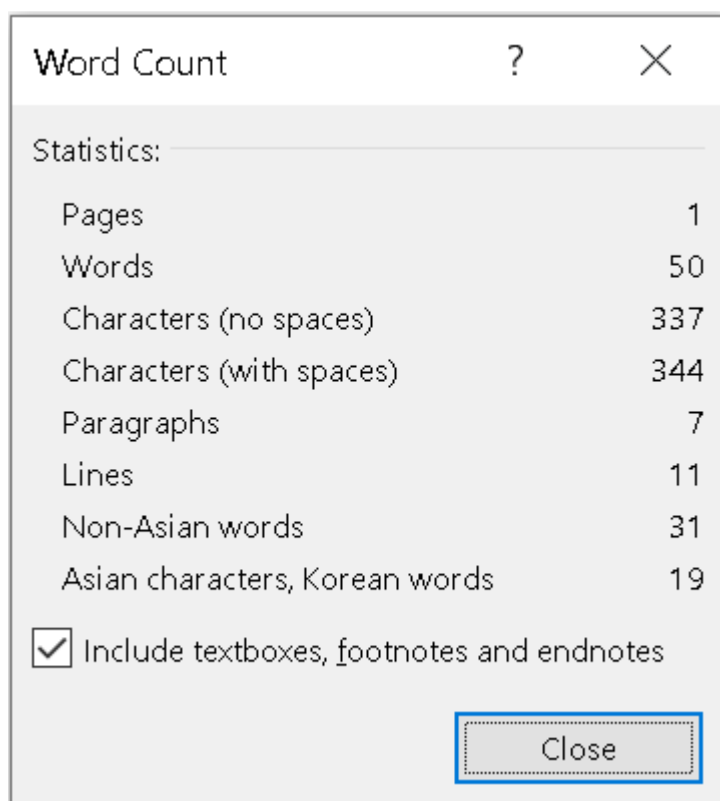 Word Count ?
Statistics:
Pages 1
Words 50
Characters (no spaces) 337
Characters (with spaces) 344
Paragraphs 7
Lines 11
Non-Asian words 31
Asian characters, Korean words 19
Include textboxes, footnotes and endnotes
Close